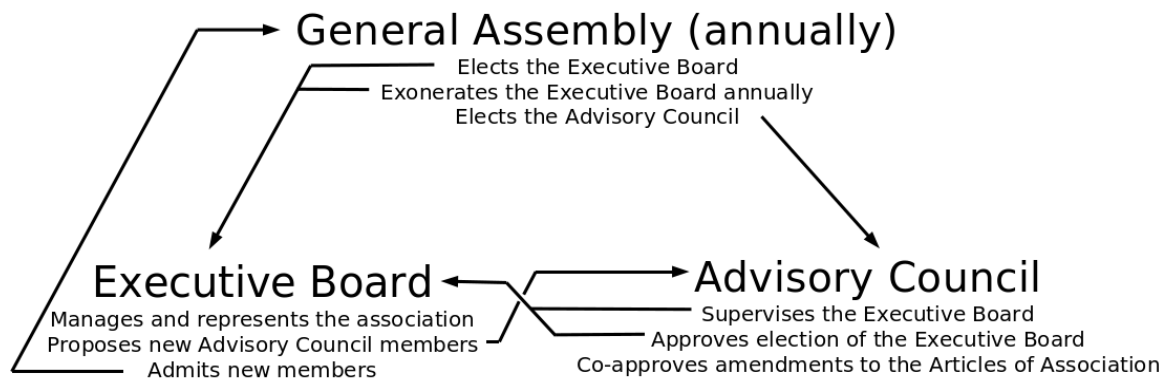 General Assembly (annually)
Elects the Executive Board
Exonerates the Executive Board annually
Elects the Advisory Council
Executive Board
Manages and represents the association
Proposes new Advisory Council members
Admits new members
Advisory Council
Supervises the Executive Board
Approves election of the Executive Board
Co-approves amendments to the Articles of Association